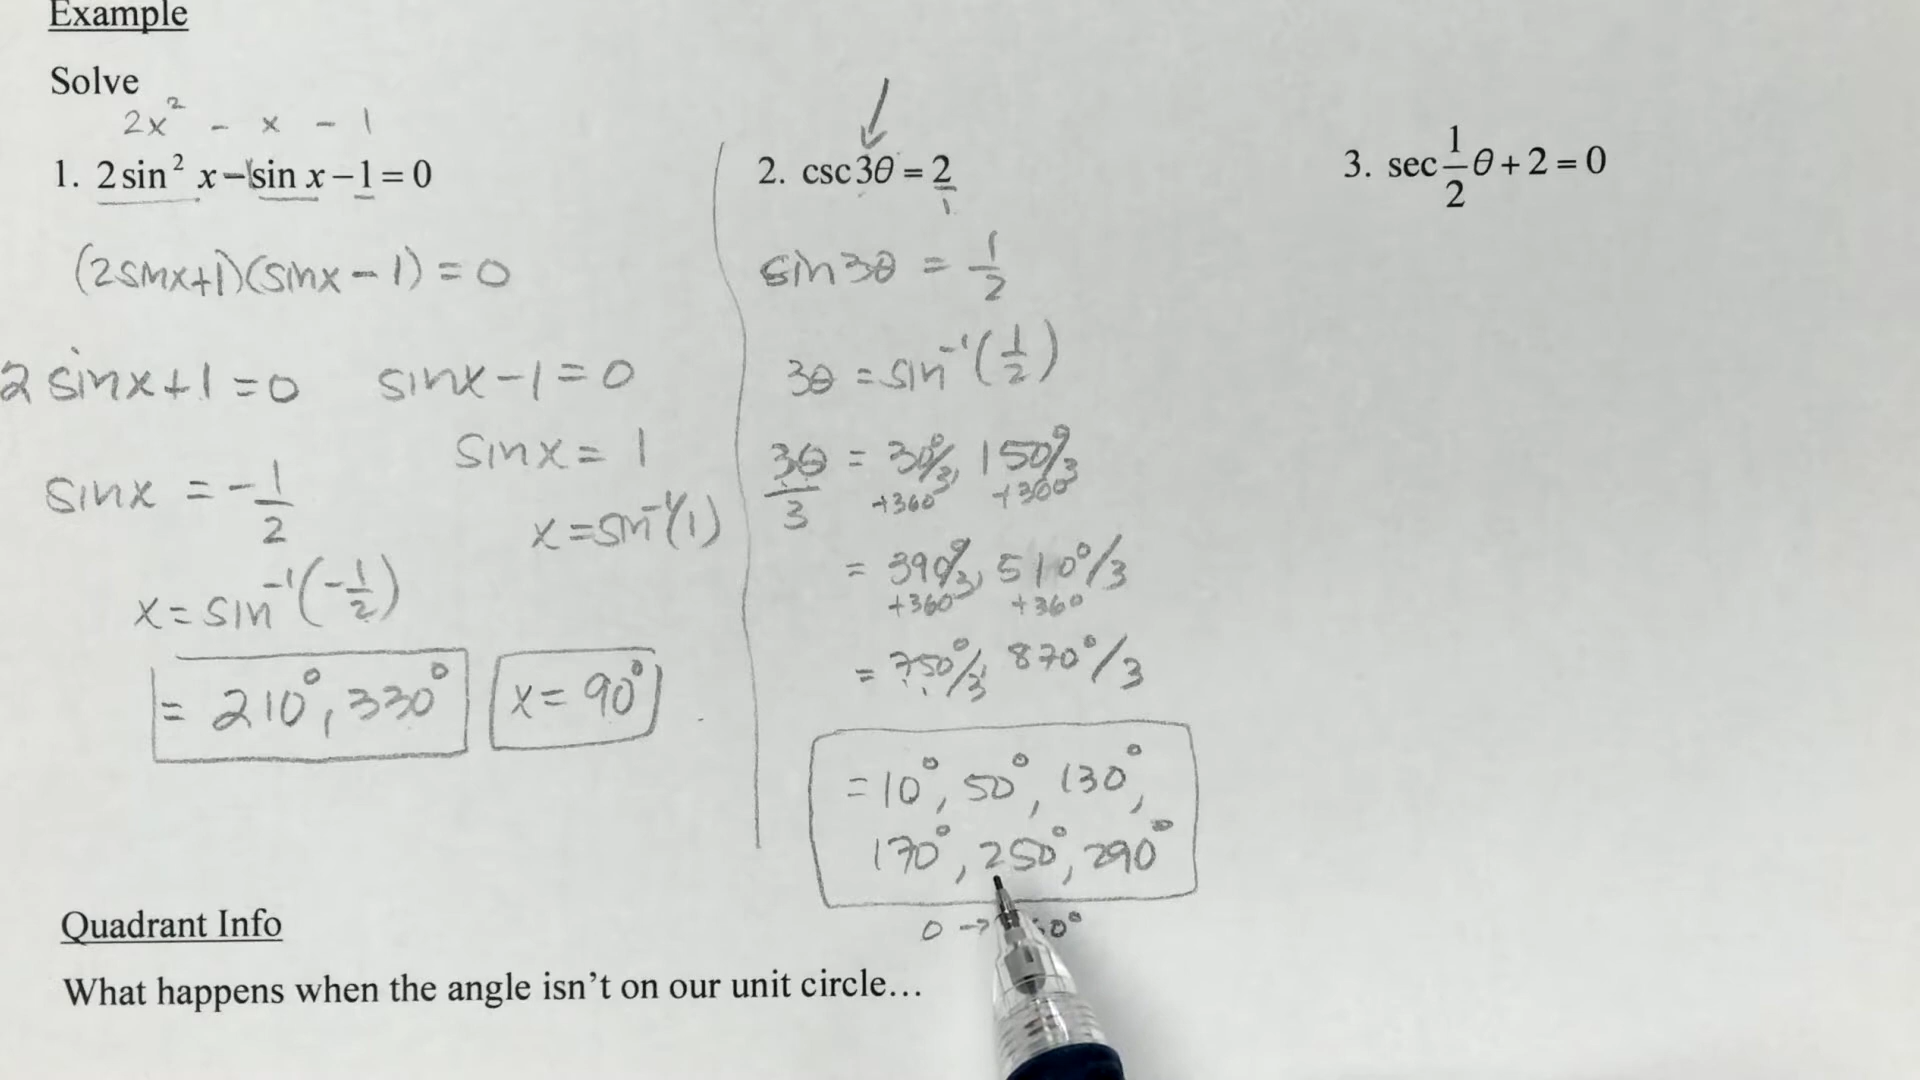 Example
Solve
2x² - x - 1
1. 2 sin² x - sin x - 1 = 0
(2sinx+1)(sinx-1) = 0
2 sinx+1 = 0 sinx-1 = 0
sinx = 1
sinx = -1/2
x = sin⁻¹(1)
x = sin⁻¹(-1/2)
= 210°, 330° x = 90°
2. csc 3θ = 2/1
sin3θ = 1/2
3θ = sin⁻¹(1/2)
3θ/3 = 30°/3, 150°/3
+360 +360
= 390°/3, 510°/3
+360 +360
= 750°/3, 870°/3
= 10°, 50°, 130°,
170°, 250°, 290°
0 →
3. sec 1/2 θ + 2 = 0
Quadrant Info
What happens when the angle isn't on our unit circle…